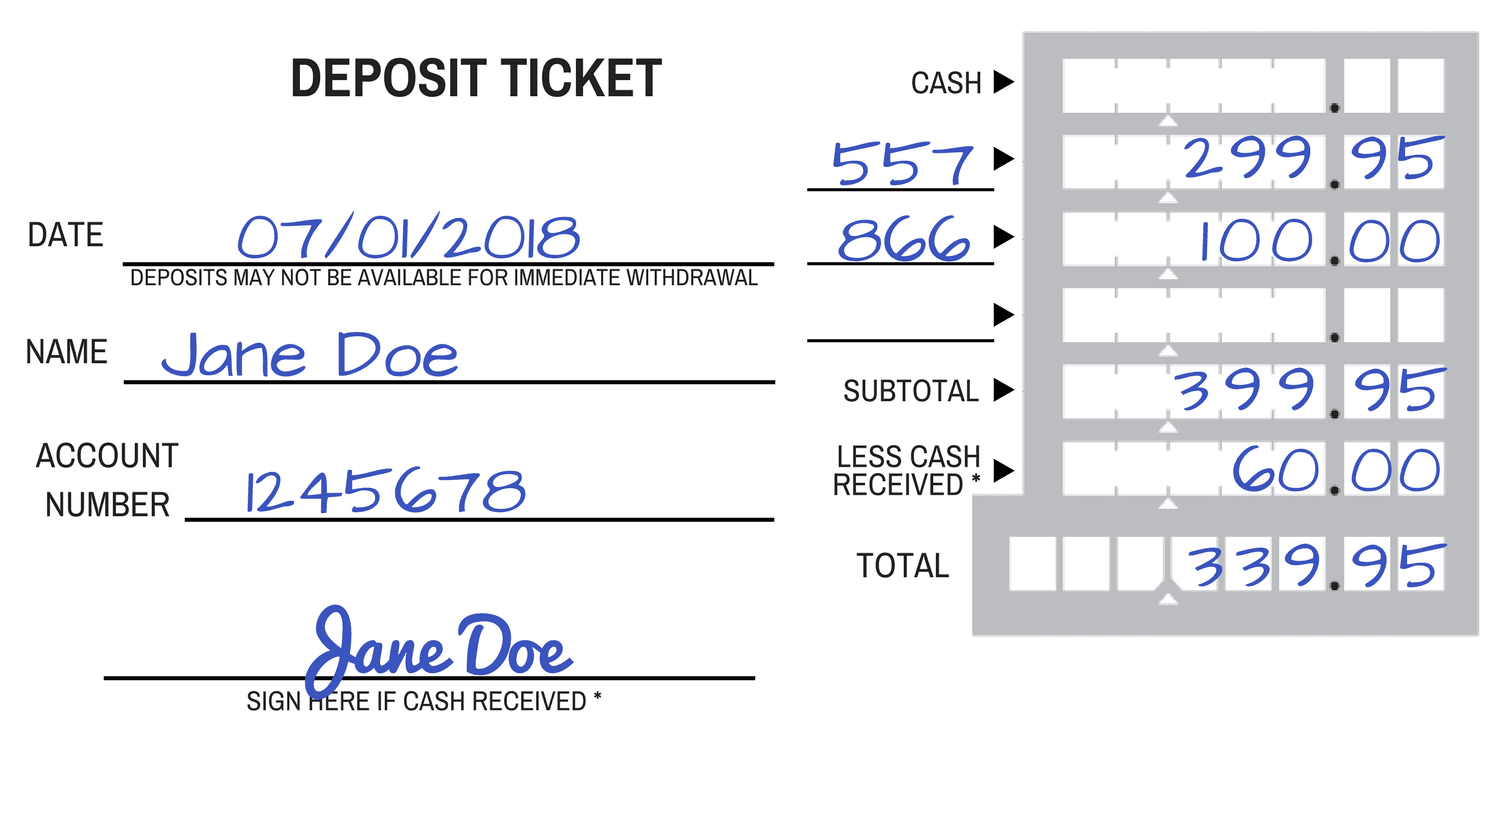 DEPOSIT TICKET
DATE 07/01/2018
DEPOSITS MAY NOT BE AVAILABLE FOR IMMEDIATE WITHDRAWAL
NAME Jane Doe
ACCOUNT
NUMBER 1245678
Jane Doe
SIGN HERE IF CASH RECEIVED *
CASH
557 299.95
866 100.00
SUBTOTAL 399.95
LESS CASH
RECEIVED * 60.00
TOTAL 339.95